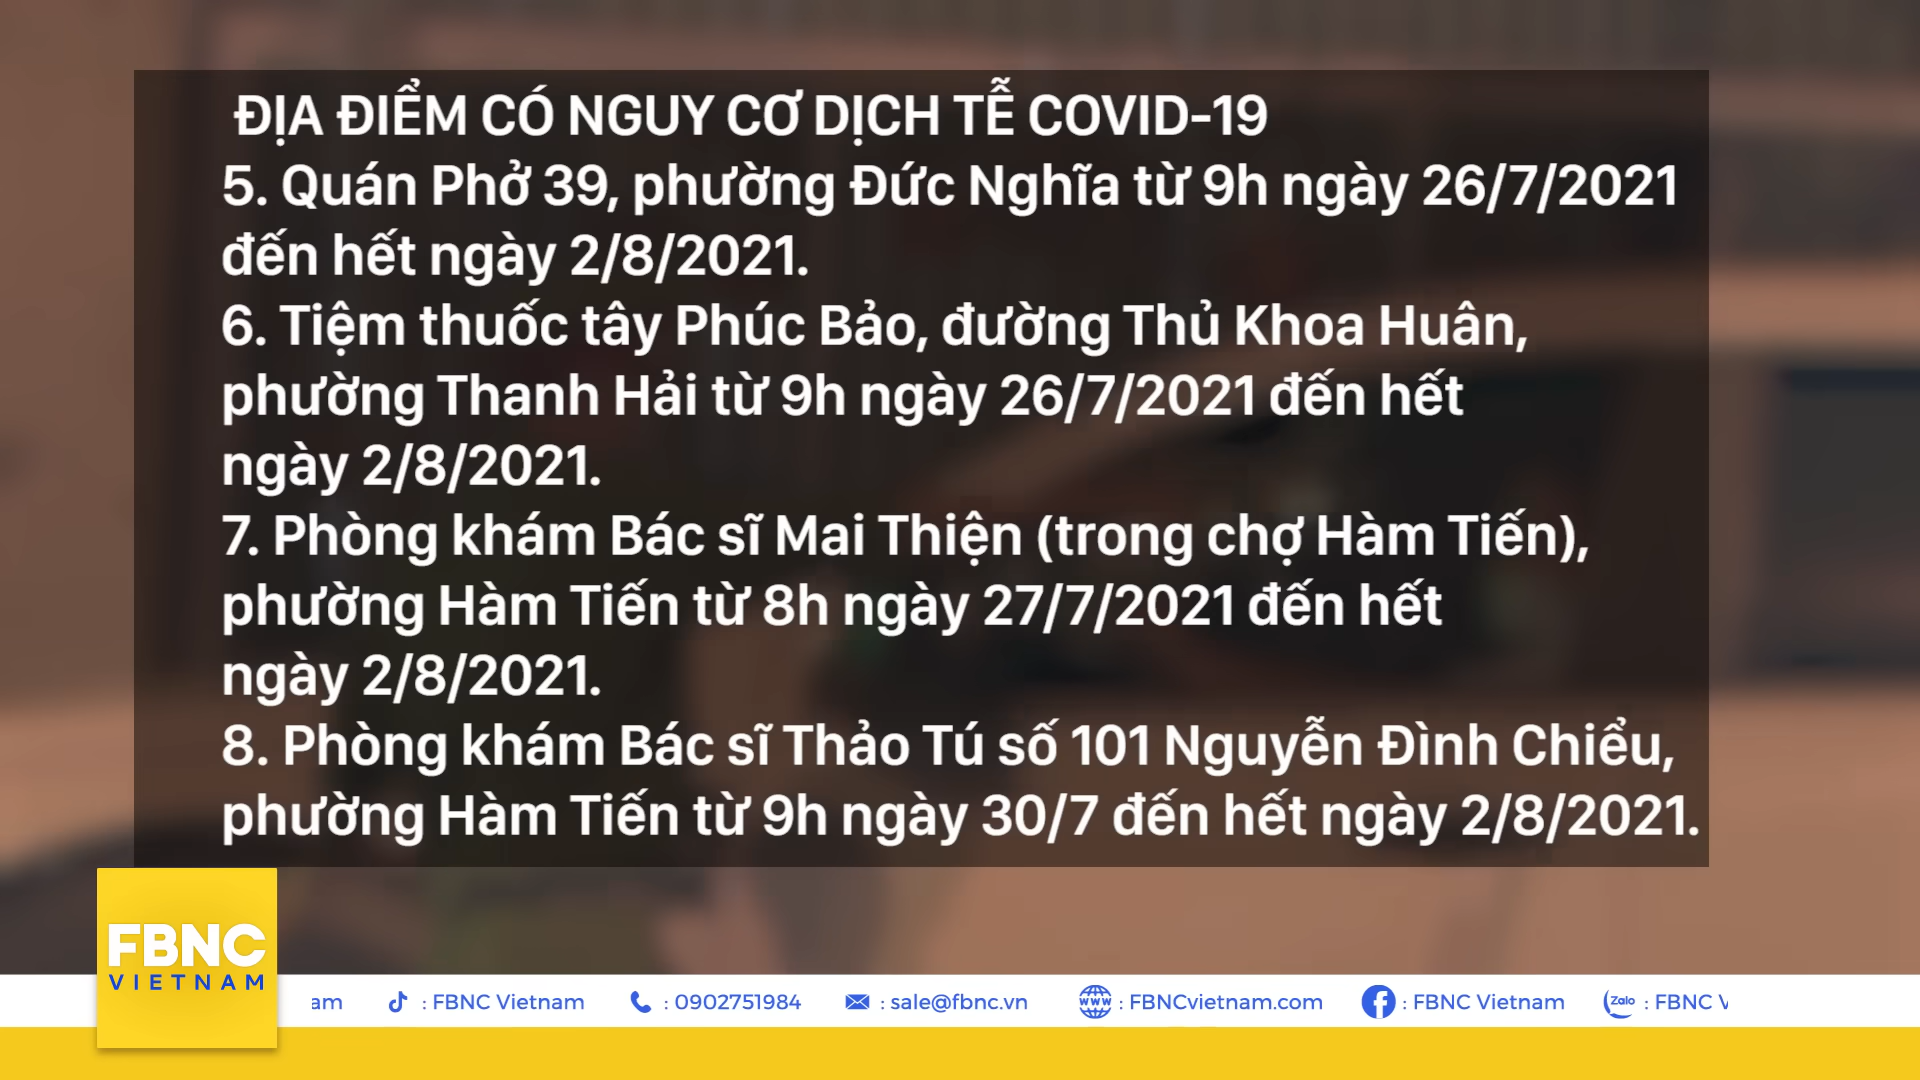 ĐỊA ĐIỂM CÓ NGUY CƠ DỊCH TỄ COVID-19
5. Quán Phở 39, phường Đức Nghĩa từ 9h ngày 26/7/2021
đến hết ngày 2/8/2021.
6. Tiệm thuốc tây Phúc Bảo, đường Thủ Khoa Huân,
phường Thanh Hải từ 9h ngày 26/7/2021 đến hết
ngày 2/8/2021.
7. Phòng khám Bác sĩ Mai Thiện (trong chợ Hàm Tiến),
phường Hàm Tiến từ 8h ngày 27/7/2021 đến hết
ngày 2/8/2021.
8. Phòng khám Bác sĩ Thảo Tú số 101 Nguyễn Đình Chiểu,
phường Hàm Tiến từ 9h ngày 30/7 đến hết ngày 2/8/2021.
FBNC
VIETNAM
am : FBNC Vietnam : 0902751984 : sale@fbnc.vn www : FBNCvietnam.com : FBNC Vietnam Zalo : FBNC V